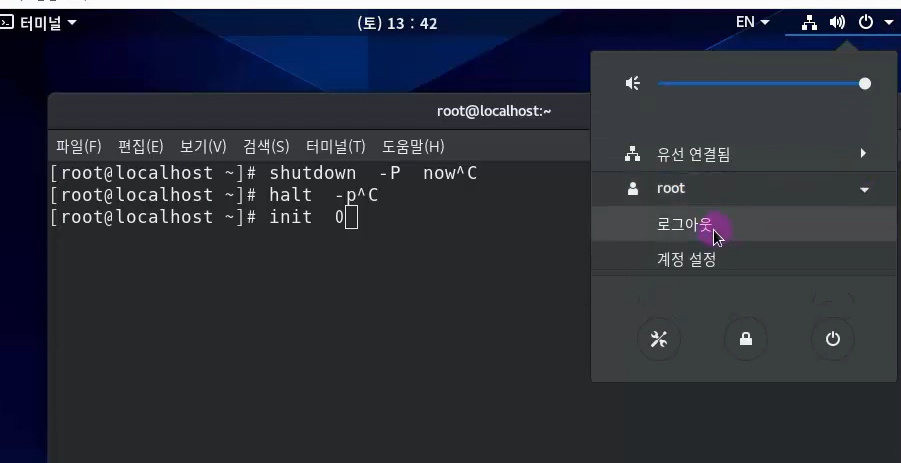 터미널
(토) 13 : 42
EN
root@localhost:~
파일(F) 편집(E) 보기(V) 검색(S) 터미널(T) 도움말(H)
[root@localhost ~]# shutdown -P now^C
[root@localhost ~]# halt -p^C
[root@localhost ~]# init 0
유선 연결됨
root
로그아웃
계정 설정